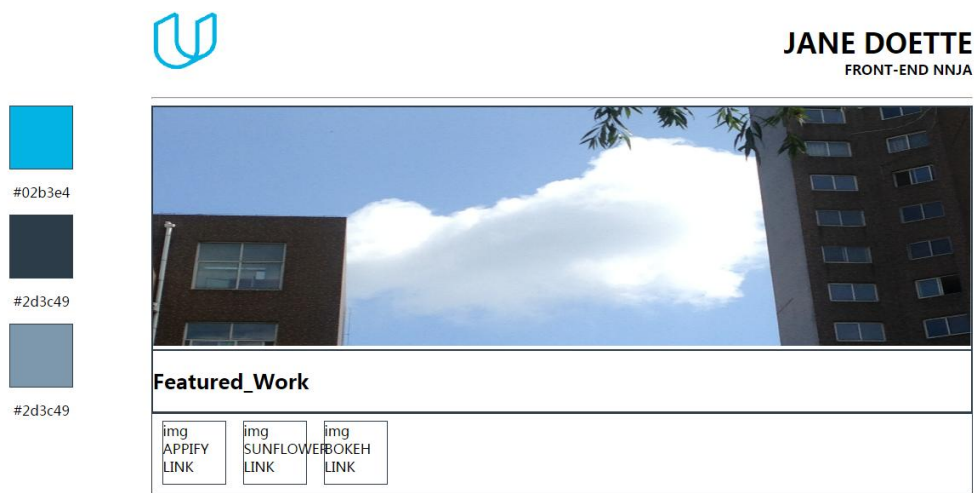 JANE DOETTE
FRONT-END NNJA
#02b3e4
#2d3c49
#2d3c49
Featured_Work
img
APPIFY
LINK
img
SUNFLOWER
LINK
img
BOKEH
LINK